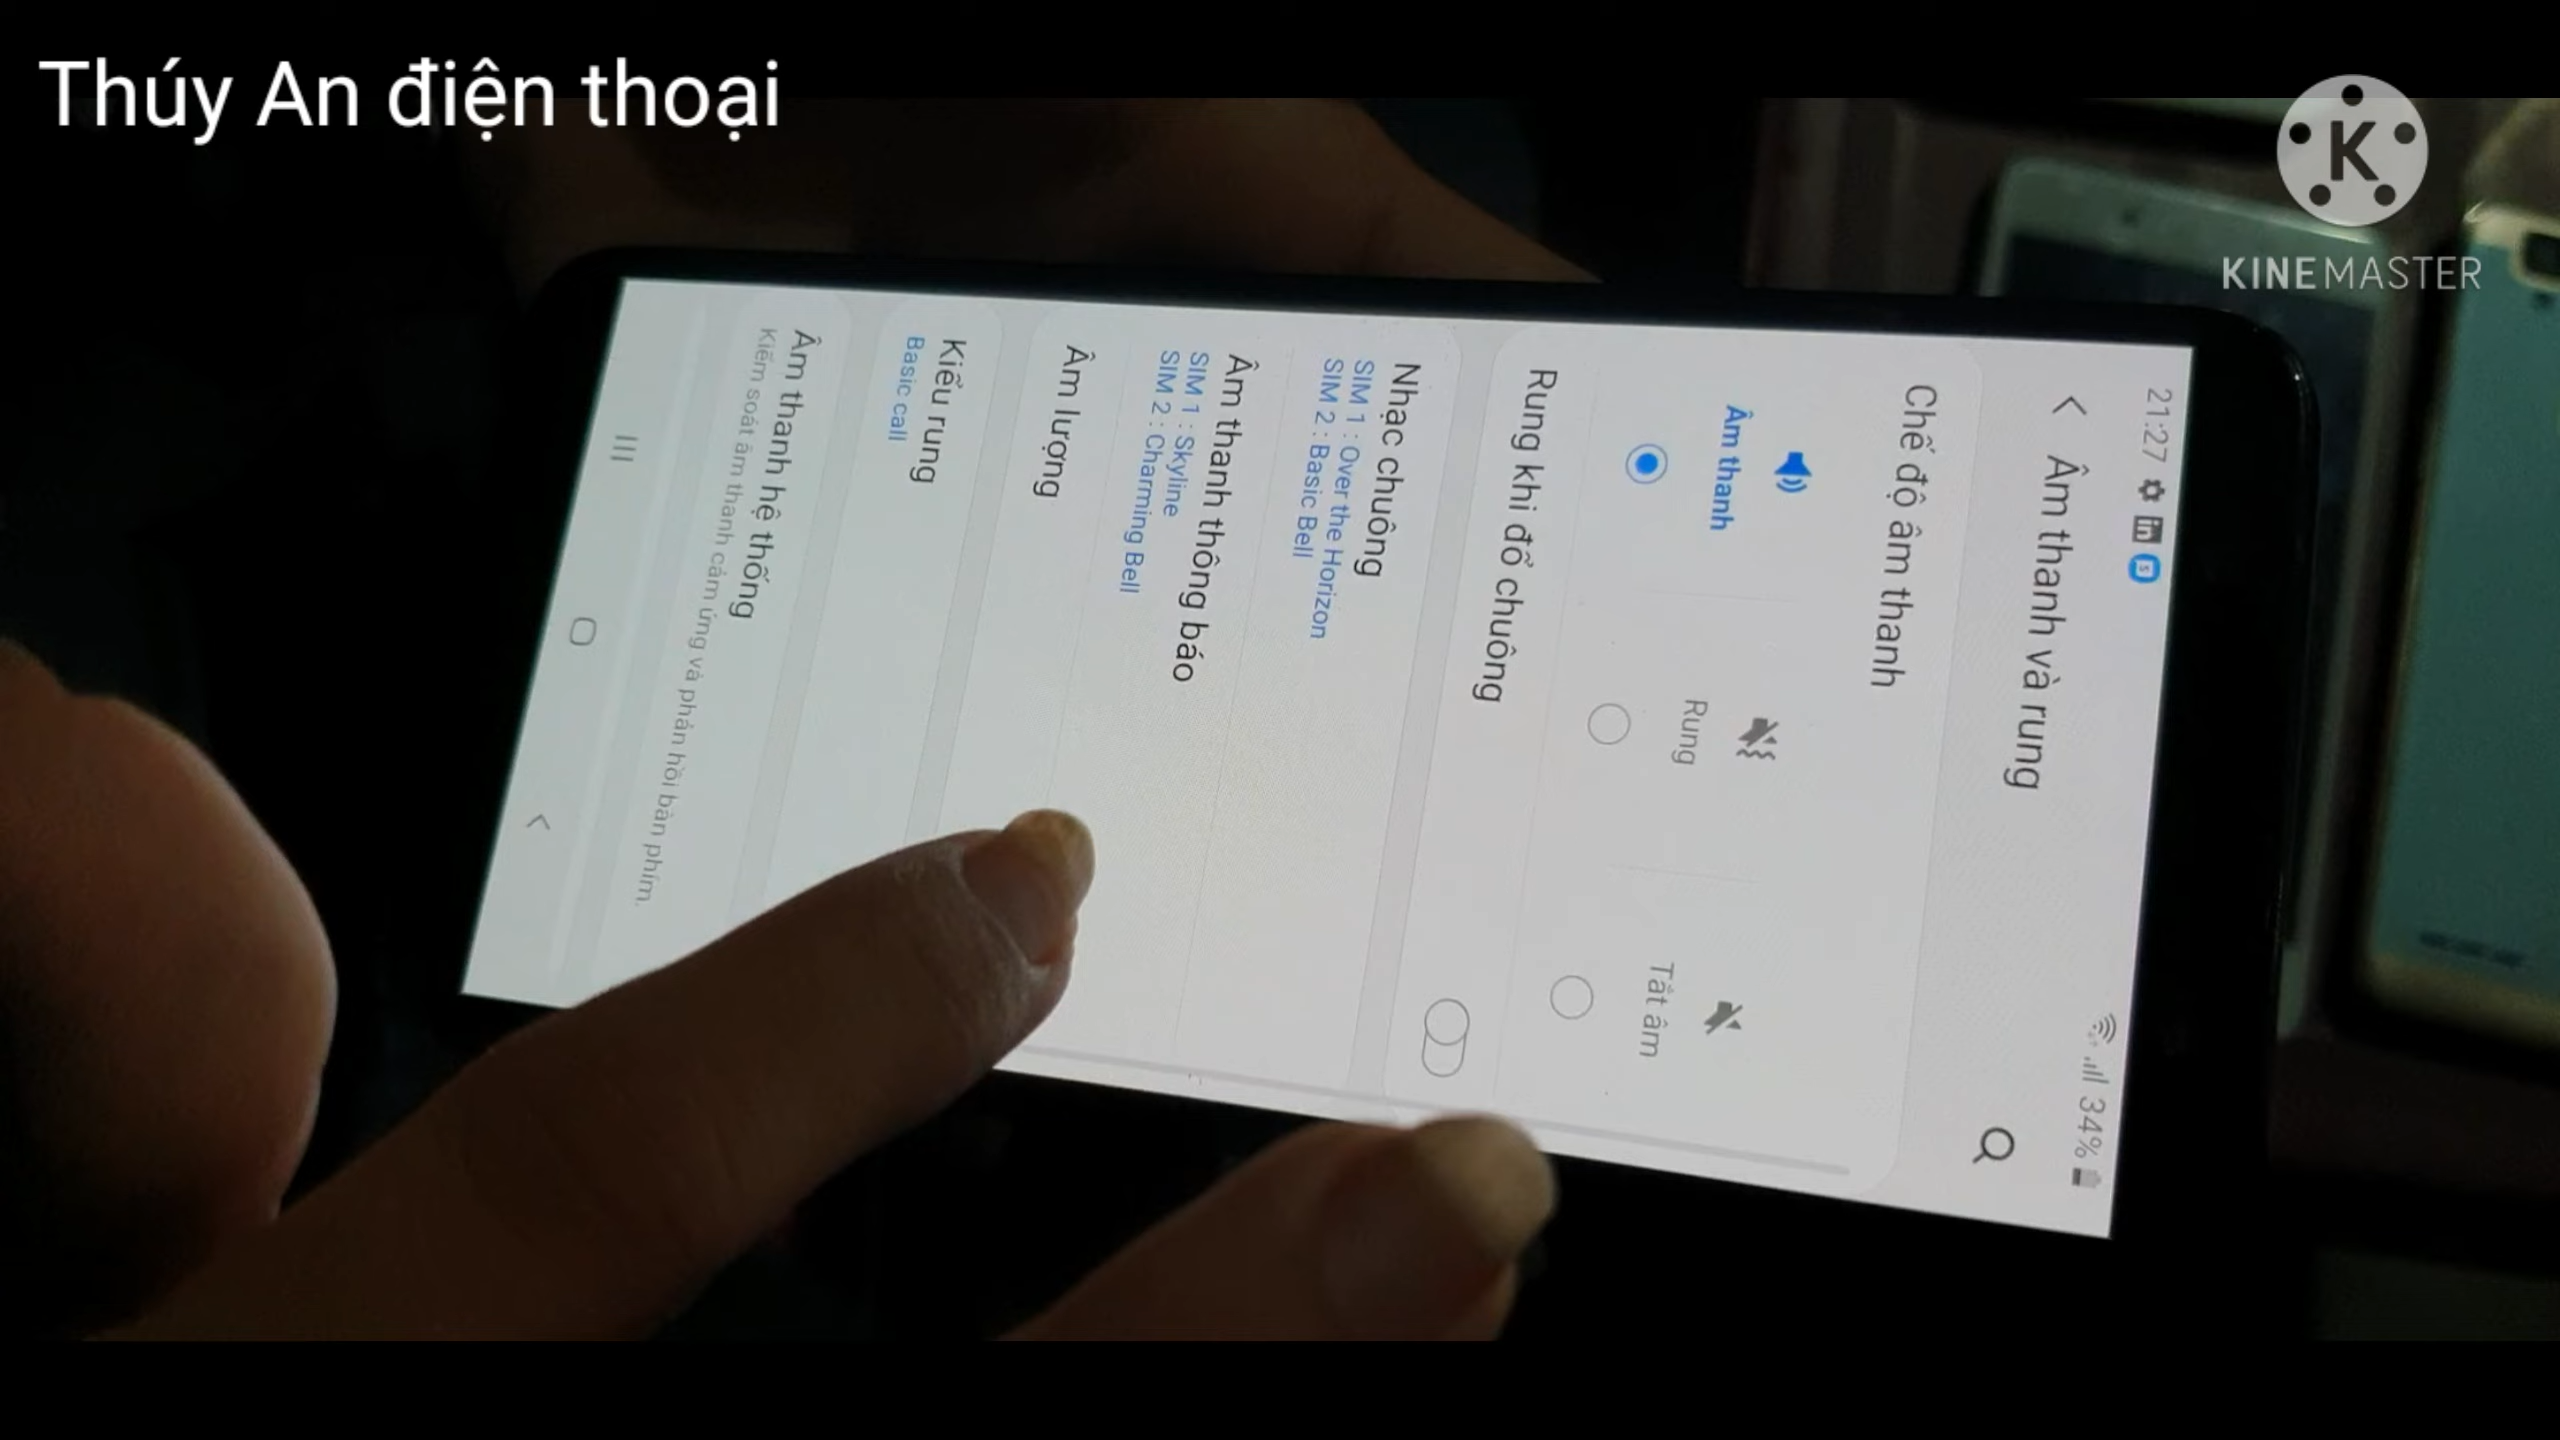 Thúy An điện thoại
K
KINEMASTER
21:27
34%
Âm thanh và rung
Chế độ âm thanh
Âm thanh
Rung
Tắt âm
Rung khi đổ chuông
Nhạc chuông
SIM 1 : Over the Horizon
SIM 2 : Basic Bell
Âm thanh thông báo
SIM 1 : Skyline
SIM 2 : Charming Bell
Âm lượng
Kiểu rung
Basic call
Âm thanh hệ thống
Kiểm soát âm thanh cảm ứng và phản hồi bàn phím.